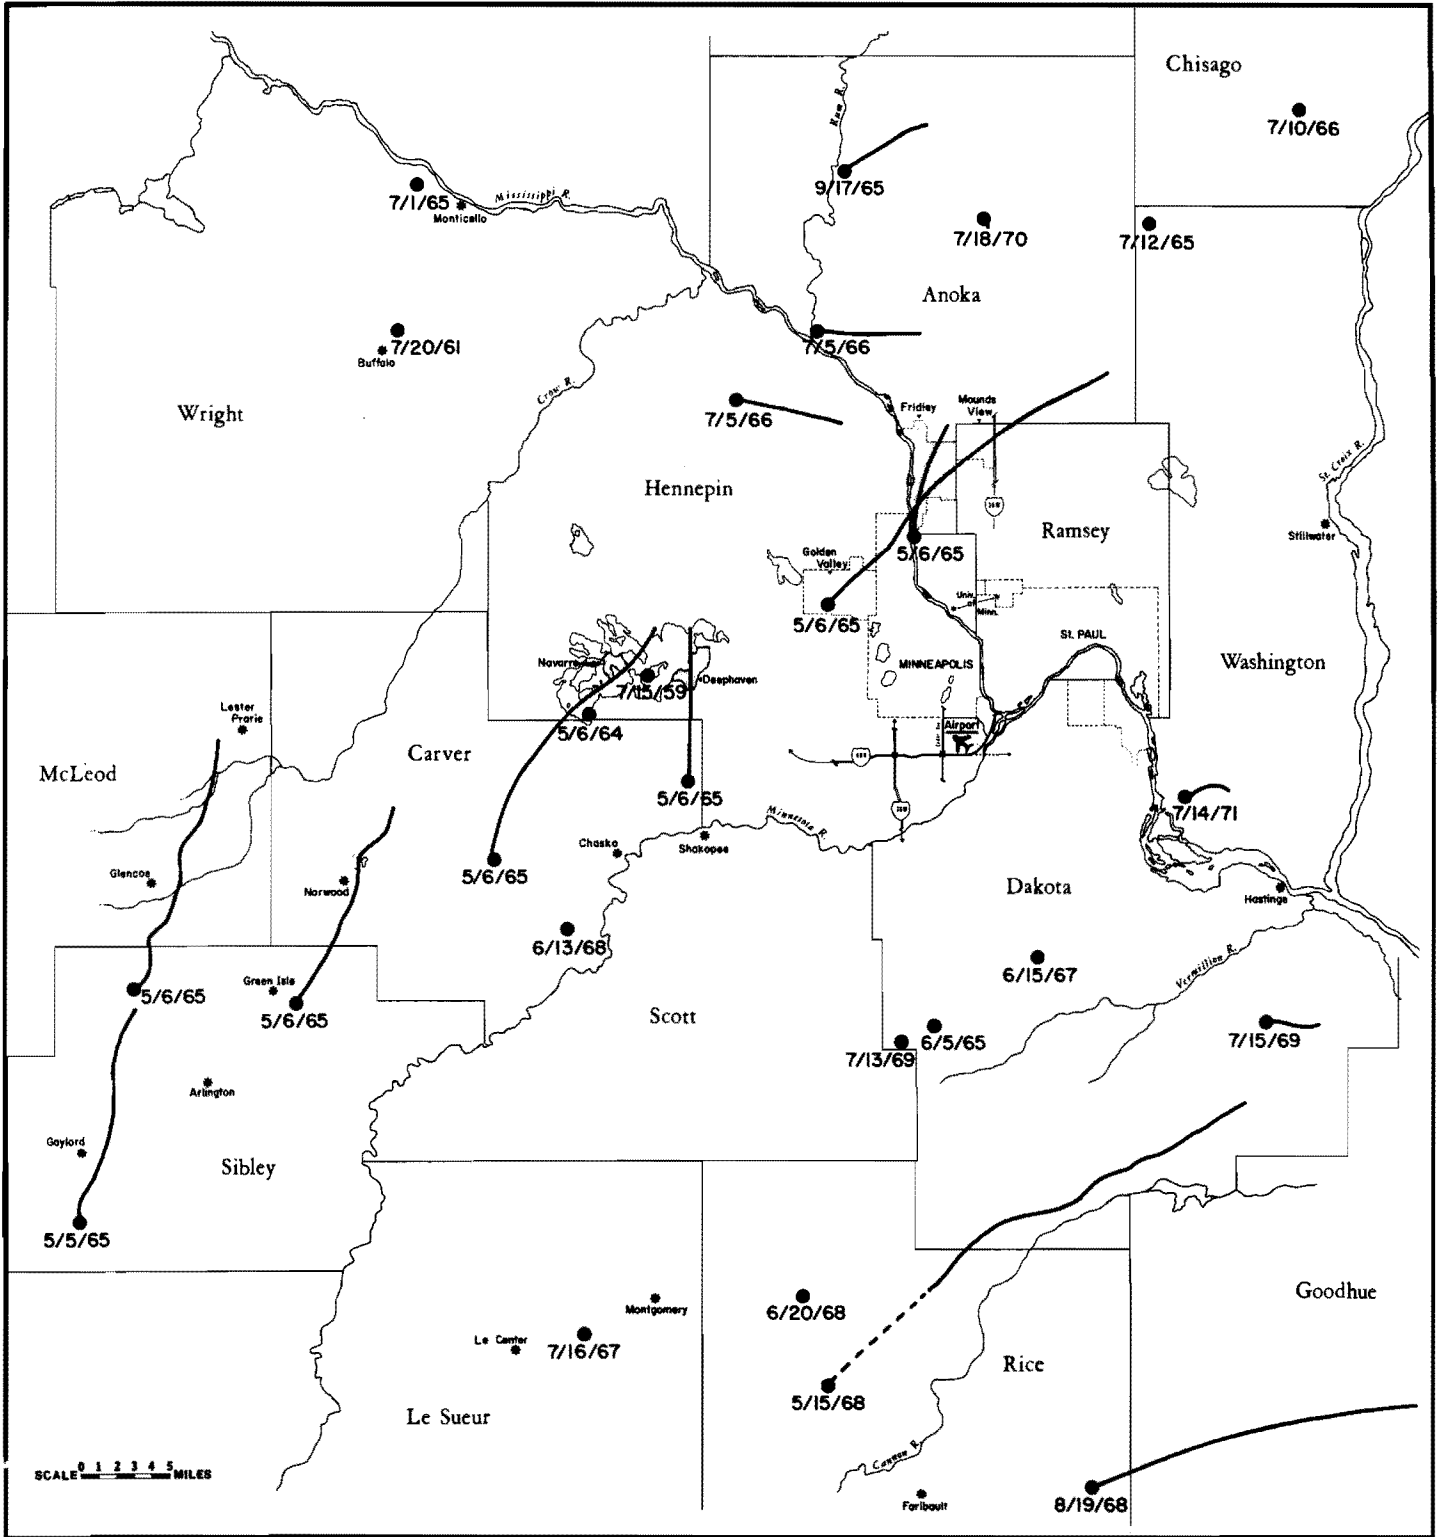 Chisago
7/10/66
Rum R.
9/17/65
7/1/65
Monticello
Mississippi R.
7/18/70
7/12/65
Anoka
7/20/61
Buffalo
7/5/66
Crow R.
Wright
7/5/66
Fridley
Mounds
View
St. Croix R.
Hennepin
Ramsey
Stillwater
5/6/65
Golden
Valley
Univ.
of
Minn.
5/6/65
St. PAUL
Navarre
MINNEAPOLIS
Washington
7/15/59
Deephaven
Lester
Prarie
5/6/64
Airport
Carver
McLeod
5/6/65
7/14/71
Minnesota R.
Chaska
Shakopee
Glencoe
5/6/65
Norwood
Dakota
Hastings
6/13/68
6/15/67
Vermillion R.
Green Isle
5/6/65
5/6/65
Scott
7/13/69
6/5/65
7/15/69
Arlington
Gaylord
Sibley
5/5/65
Goodhue
Montgomery
6/20/68
Le Center
7/16/67
Rice
5/15/68
Le Sueur
Cannon R.
SCALE 0 1 2 3 4 5 MILES
Faribault
8/19/68